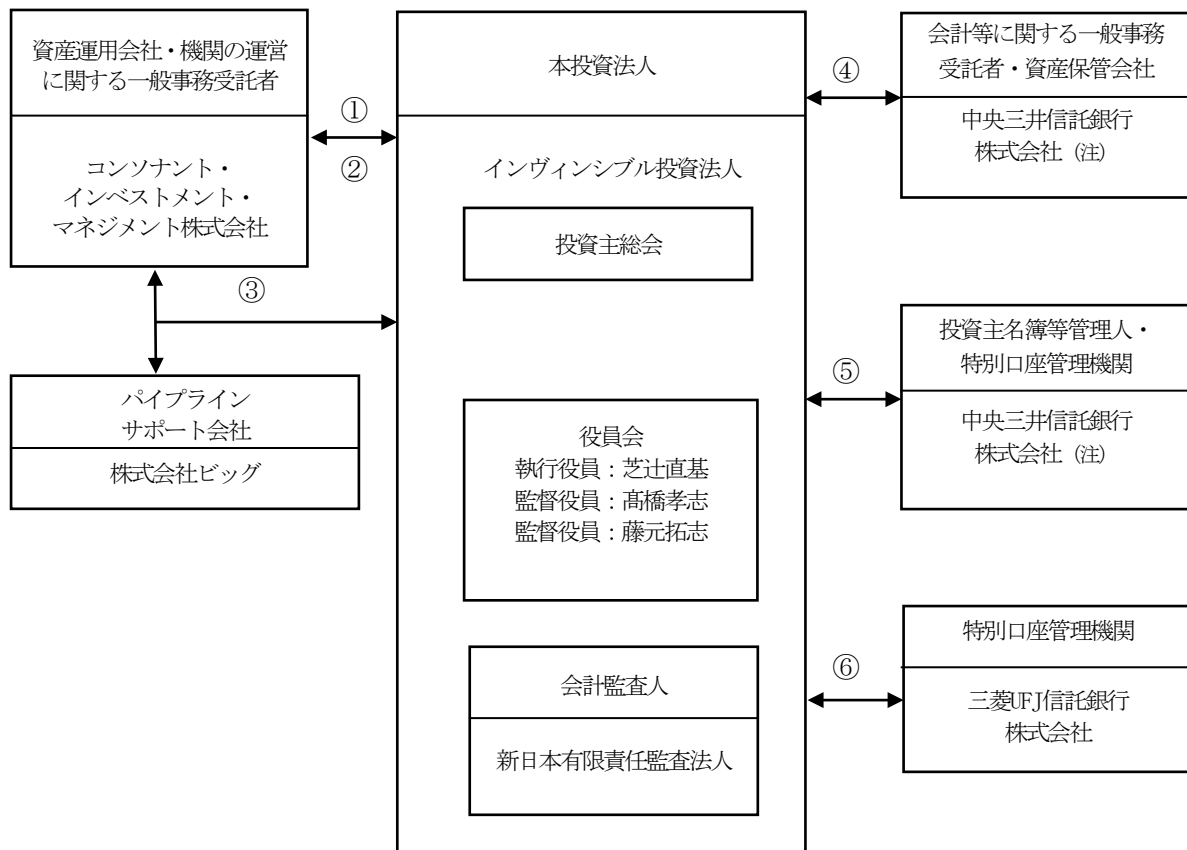 資産運用会社・機関の運営
に関する一般事務受託者
コンソナント・
インベストメント・
マネジメント株式会社
①
②
③
パイプライン
サポート会社
株式会社ビッグ
本投資法人
インヴィンシブル投資法人
投資主総会
役員会
執行役員：芝辻直基
監督役員：髙橋孝志
監督役員：藤元拓志
会計監査人
新日本有限責任監査法人
④
会計等に関する一般事務
受託者・資産保管会社
中央三井信託銀行
株式会社（注）
⑤
投資主名簿等管理人・
特別口座管理機関
中央三井信託銀行
株式会社（注）
⑥
特別口座管理機関
三菱UFJ信託銀行
株式会社